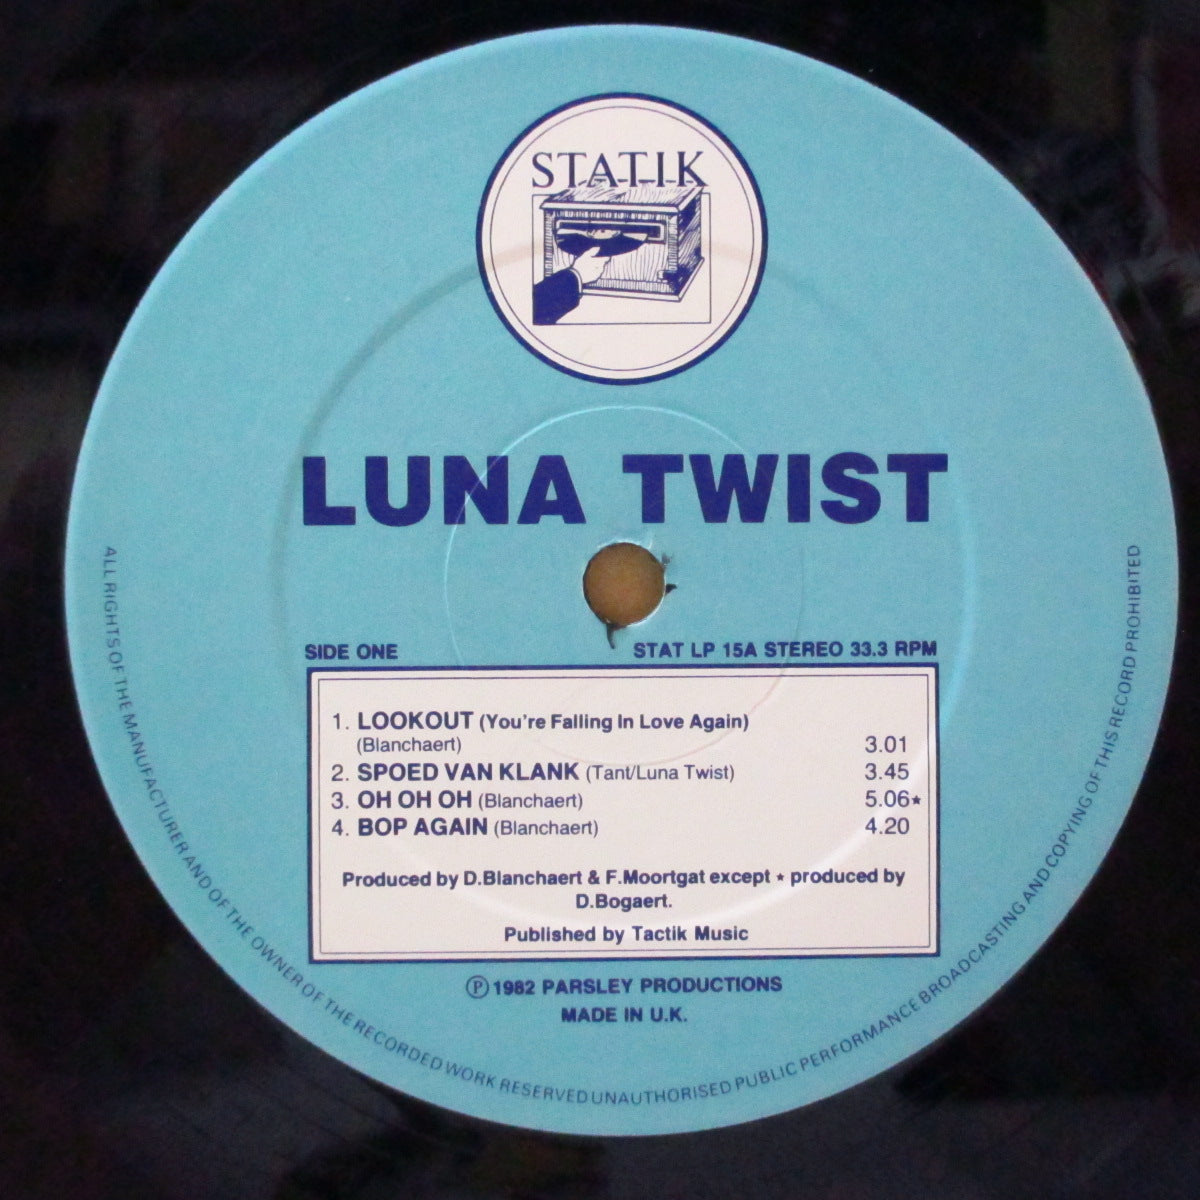 STATIK
LUNA TWIST
SIDE ONE STAT LP 15A STEREO 33.3 RPM
1. LOOKOUT (You're Falling In Love Again)
(Blanchaert) 3.01
2. SPOED VAN KLANK (Tant/Luna Twist) 3.45
3. OH OH OH (Blanchaert) 5.06★
4. BOP AGAIN (Blanchaert) 4.20
Produced by D.Blanchaert & F.Moortgat except ★ produced by
D.Bogaert.
Published by Tactik Music
℗ 1982 PARSLEY PRODUCTIONS
MADE IN U.K.
ALL RIGHTS OF THE MANUFACTURER AND OF THE OWNER OF THE RECORDED WORK RESERVED UNAUTHORISED PUBLIC PERFORMANCE BROADCASTING AND COPYING OF THIS RECORD PROHIBITED